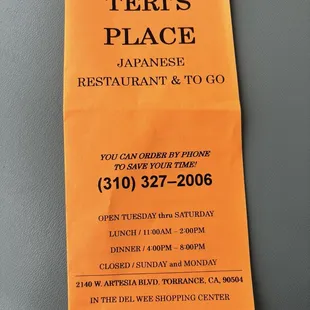 TERI'S
PLACE
JAPANESE
RESTAURANT & TO GO
YOU CAN ORDER BY PHONE
TO SAVE YOUR TIME!
(310) 327–2006
OPEN TUESDAY thru SATURDAY
LUNCH / 11:00AM – 2:00PM
DINNER / 4:00PM – 8:00PM
CLOSED / SUNDAY and MONDAY
2140 W. ARTESIA BLVD. TORRANCE, CA. 90504
IN THE DEL WEE SHOPPING CENTER